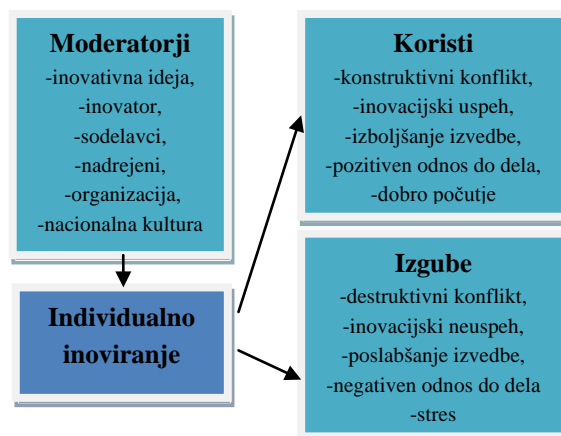 Moderatorji
-inovativna ideja,
-inovator,
-sodelavci,
-nadrejeni,
-organizacija,
-nacionalna kultura
Individualno
inoviranje
Koristi
-konstruktivni konflikt,
-inovacijski uspeh,
-izboljšanje izvedbe,
-pozitiven odnos do dela,
-dobro počutje
Izgube
-destruktivni konflikt,
-inovacijski neuspeh,
-poslabšanje izvedbe,
-negativen odnos do dela
-stres